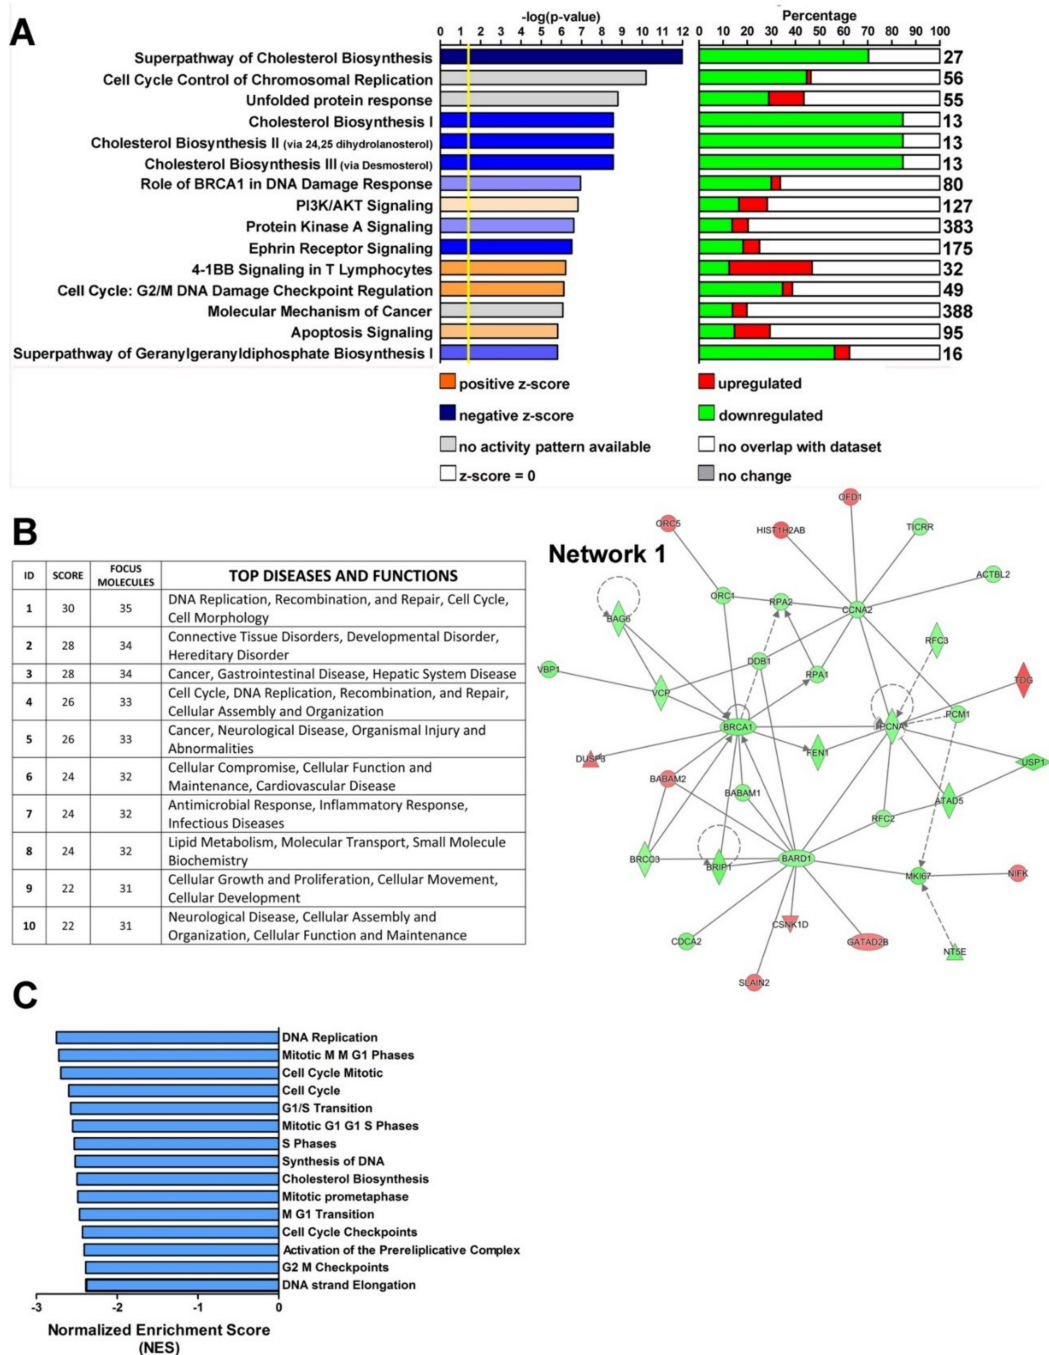 A
-log(p-value)
Percentage
0 1 2 3 4 5 6 7 8 9 10 11 12
0 10 20 30 40 50 60 70 80 90 100
Superpathway of Cholesterol Biosynthesis 27
Cell Cycle Control of Chromosomal Replication 56
Unfolded protein response 55
Cholesterol Biosynthesis I 13
Cholesterol Biosynthesis II (via 24,25 dihydrolanosterol) 13
Cholesterol Biosynthesis III (via Desmosterol) 13
Role of BRCA1 in DNA Damage Response 80
PI3K/AKT Signaling 127
Protein Kinase A Signaling 383
Ephrin Receptor Signaling 175
4-1BB Signaling in T Lymphocytes 32
Cell Cycle: G2/M DNA Damage Checkpoint Regulation 49
Molecular Mechanism of Cancer 388
Apoptosis Signaling 95
Superpathway of Geranylgeranyldiphosphate Biosynthesis I 16
positive z-score
negative z-score
no activity pattern available
z-score = 0
upregulated
downregulated
no overlap with dataset
no change
B
ID SCORE FOCUS MOLECULES TOP DISEASES AND FUNCTIONS
1 30 35 DNA Replication, Recombination, and Repair, Cell Cycle,
Cell Morphology
2 28 34 Connective Tissue Disorders, Developmental Disorder,
Hereditary Disorder
3 28 34 Cancer, Gastrointestinal Disease, Hepatic System Disease
4 26 33 Cell Cycle, DNA Replication, Recombination, and Repair,
Cellular Assembly and Organization
5 26 33 Cancer, Neurological Disease, Organismal Injury and
Abnormalities
6 24 32 Cellular Compromise, Cellular Function and
Maintenance, Cardiovascular Disease
7 24 32 Antimicrobial Response, Inflammatory Response,
Infectious Diseases
8 24 32 Lipid Metabolism, Molecular Transport, Small Molecule
Biochemistry
9 22 31 Cellular Growth and Proliferation, Cellular Movement,
Cellular Development
10 22 31 Neurological Disease, Cellular Assembly and
Organization, Cellular Function and Maintenance
Network 1
OFD1
ORC5
HIST1H2AB
TICRR
ACTBL2
ORC1
RPA2
CCNA2
BAG6
RFC3
VBP1
DDB1
RPA1
TDG
VCP
PCM1
BRCA1
PCNA
FEN1
DUSP3
USP1
BABAM2
BABAM1
ATAD5
RFC2
BRCC3
BRIP1
BARD1
MKI67
NIFK
CSNK1D
CDCA2
GATAD2B
NT5E
SLAIN2
C
DNA Replication
Mitotic M M G1 Phases
Cell Cycle Mitotic
Cell Cycle
G1/S Transition
Mitotic G1 G1 S Phases
S Phases
Synthesis of DNA
Cholesterol Biosynthesis
Mitotic prometaphase
M G1 Transition
Cell Cycle Checkpoints
Activation of the Prereliplicative Complex
G2 M Checkpoints
DNA strand Elongation
-3 -2 -1 0
Normalized Enrichment Score
(NES)